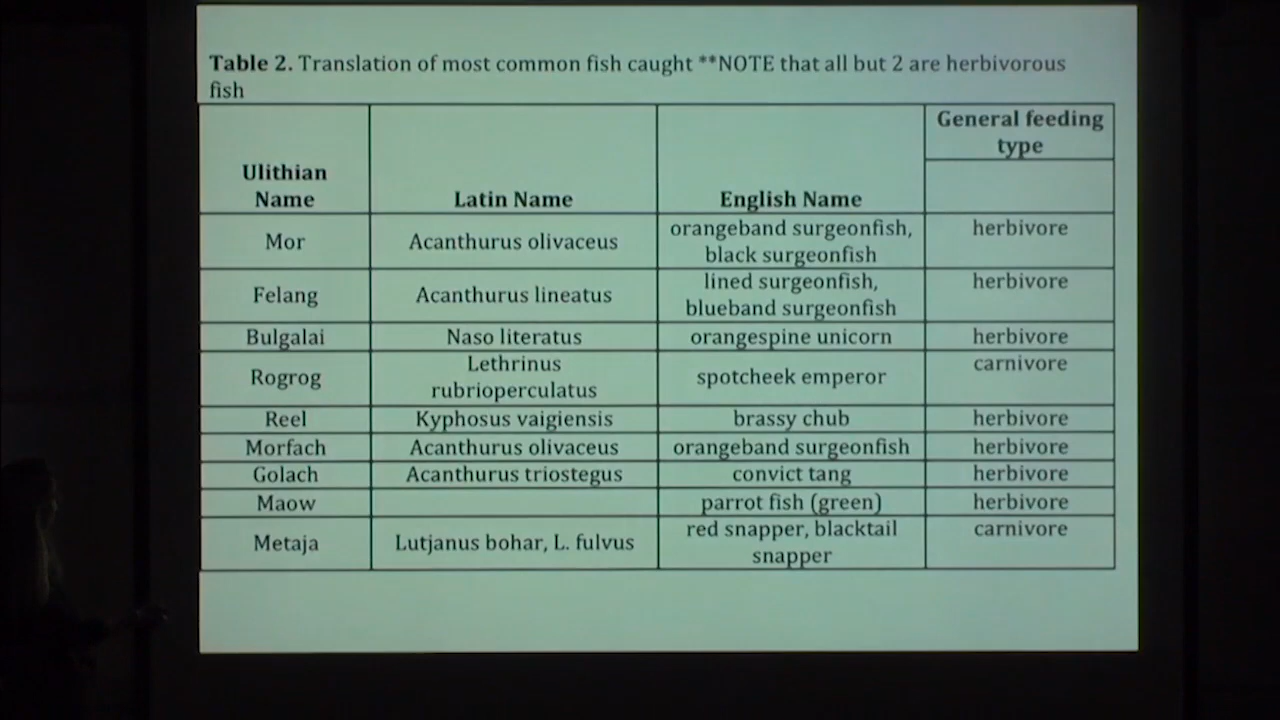 Table 2. Translation of most common fish caught **NOTE that all but 2 are herbivorous
fish
General feeding
type
Ulithian
Name
Latin Name
English Name
Mor
Acanthurus olivaceus
orangeband surgeonfish,
black surgeonfish
herbivore
Felang
Acanthurus lineatus
lined surgeonfish,
blueband surgeonfish
herbivore
Bulgalai
Naso literatus
orangespine unicorn
herbivore
Rogrog
Lethrinus
rubrioperculatus
spotcheek emperor
carnivore
Reel
Kyphosus vaigiensis
brassy chub
herbivore
Morfach
Acanthurus olivaceus
orangeband surgeonfish
herbivore
Golach
Acanthurus triostegus
convict tang
herbivore
Maow
parrot fish (green)
herbivore
Metaja
Lutjanus bohar, L. fulvus
red snapper, blacktail
snapper
carnivore